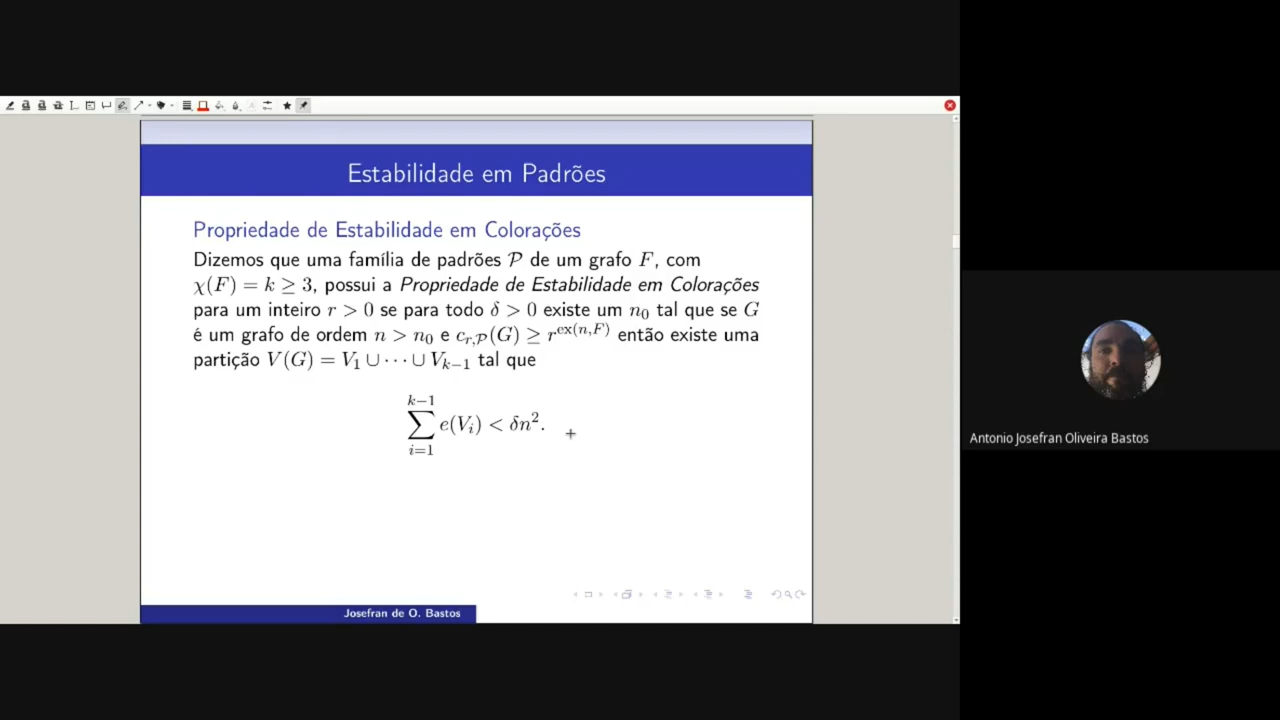 Estabilidade em Padrões
Propriedade de Estabilidade em Colorações
Dizemos que uma família de padrões 𝒫 de um grafo F, com
χ(F) = k ≥ 3, possui a Propriedade de Estabilidade em Colorações
para um inteiro r > 0 se para todo δ > 0 existe um n₀ tal que se G
é um grafo de ordem n > n₀ e c_{r,𝒫}(G) ≥ r^{ex(n,F)} então existe uma
partição V(G) = V₁ ∪ ⋯ ∪ V_{k−1} tal que
∑_{i=1}^{k−1} e(V_i) < δn².
Josefran de O. Bastos
Antonio Josefran Oliveira Bastos